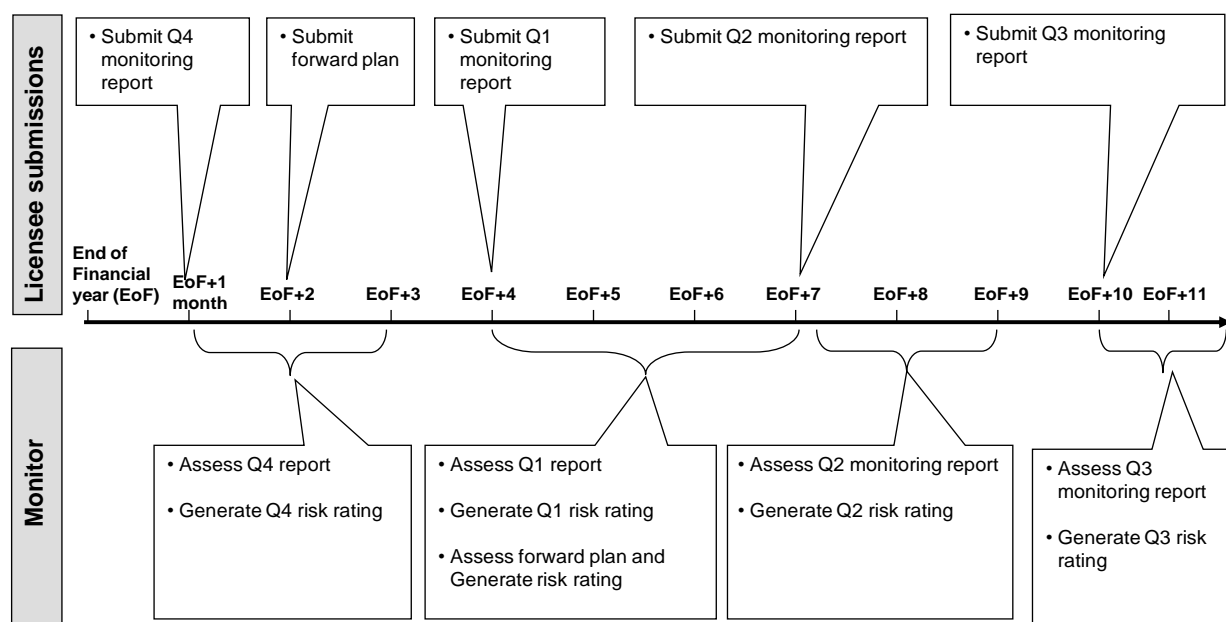 Licensee submissions
• Submit Q4
monitoring
report
• Submit
forward plan
• Submit Q1
monitoring
report
• Submit Q2 monitoring report
• Submit Q3 monitoring
report
End of
Financial
year (EoF)
EoF+1
month
EoF+2
EoF+3
EoF+4
EoF+5
EoF+6
EoF+7
EoF+8
EoF+9
EoF+10
EoF+11
Monitor
• Assess Q4 report
• Generate Q4 risk rating
• Assess Q1 report
• Generate Q1 risk rating
• Assess forward plan and
Generate risk rating
• Assess Q2 monitoring report
• Generate Q2 risk rating
• Assess Q3
monitoring report
• Generate Q3 risk
rating